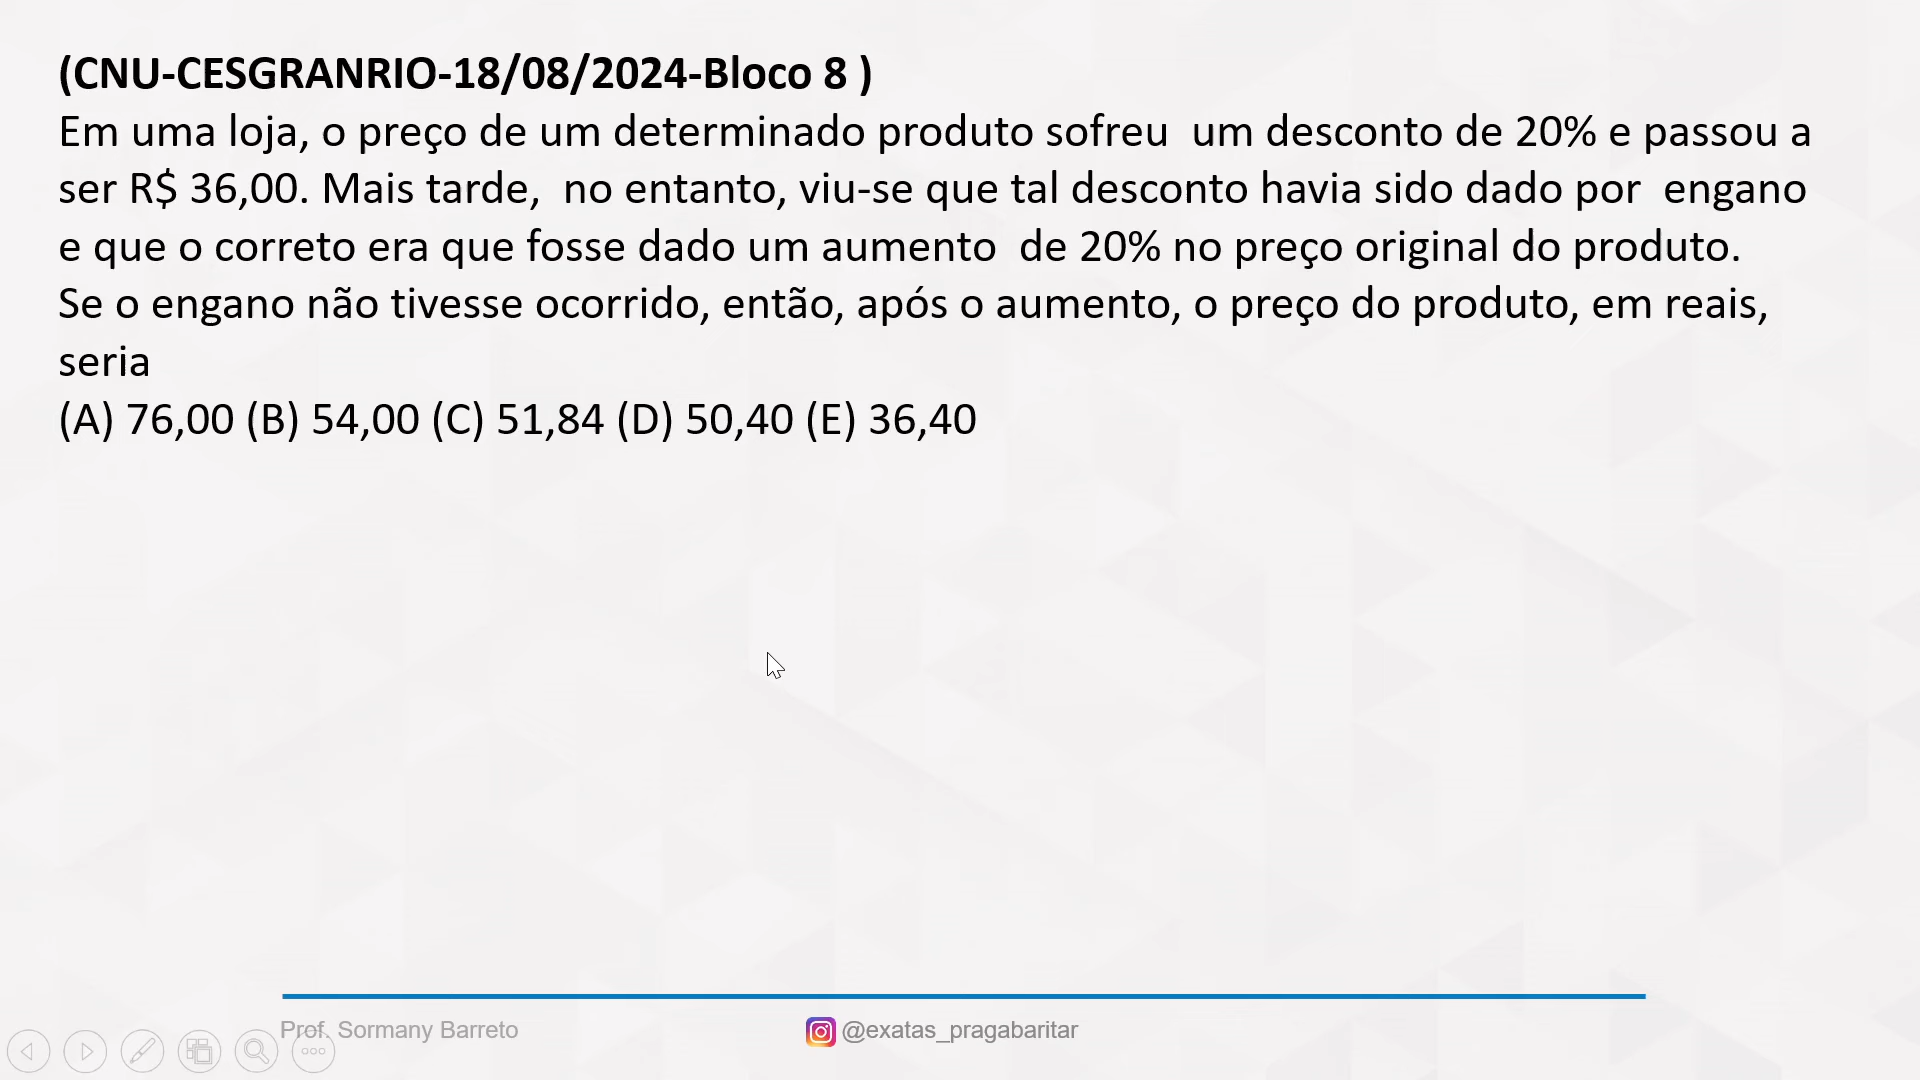 (CNU-CESGRANRIO-18/08/2024-Bloco 8 )
Em uma loja, o preço de um determinado produto sofreu  um desconto de 20% e passou a
ser R$ 36,00. Mais tarde,  no entanto, viu-se que tal desconto havia sido dado por  engano
e que o correto era que fosse dado um aumento  de 20% no preço original do produto.
Se o engano não tivesse ocorrido, então, após o aumento, o preço do produto, em reais,
seria
(A) 76,00 (B) 54,00 (C) 51,84 (D) 50,40 (E) 36,40
Prof. Sormany Barreto
@exatas_pragabaritar